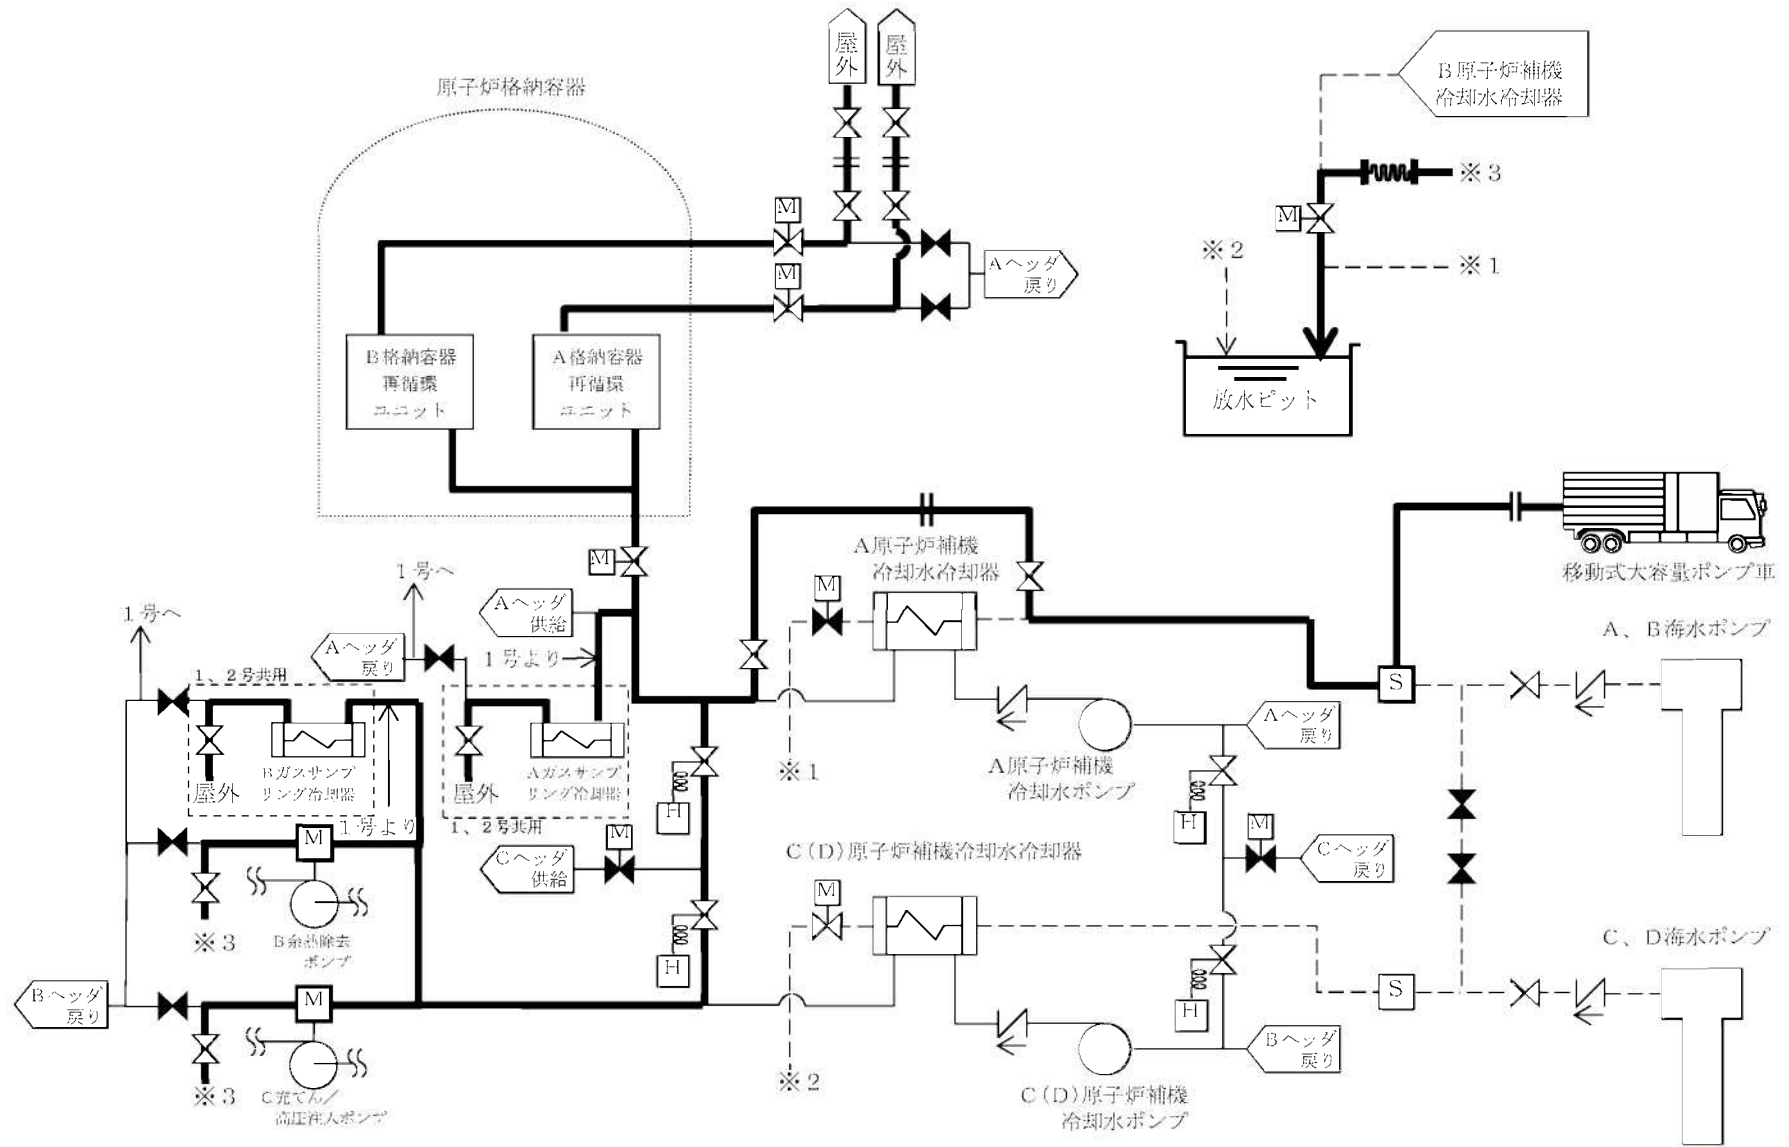 屋外
屋外
B原子炉補機
冷却水冷却器
原子炉格納容器
※3
M
M
※2
※1
M
Aヘッダ
戻り
B格納容器
再循環
ユニット
A格納容器
再循環
ユニット
放水ピット
A原子炉補機
冷却水冷却器
移動式大容量ポンプ車
M
1号へ
M
Aヘッダ
供給
1号へ
A、B海水ポンプ
Aヘッダ
戻り
1号より
1、2号共用
S
Aヘッダ
戻り
Bガスサンプ
リング冷却器
屋外
Aガスサンプ
リング冷却器
屋外
※1
A原子炉補機
冷却水ポンプ
H
H
1号より
1、2号共用
M
M
M
C(D)原子炉補機冷却水冷却器
Cヘッダ
供給
Cヘッダ
戻り
M
※3
B余熱除去
ポンプ
C、D海水ポンプ
H
Bヘッダ
戻り
M
S
H
Bヘッダ
戻り
※3
C充てん/
高圧注入ポンプ
※2
C(D)原子炉補機
冷却水ポンプ